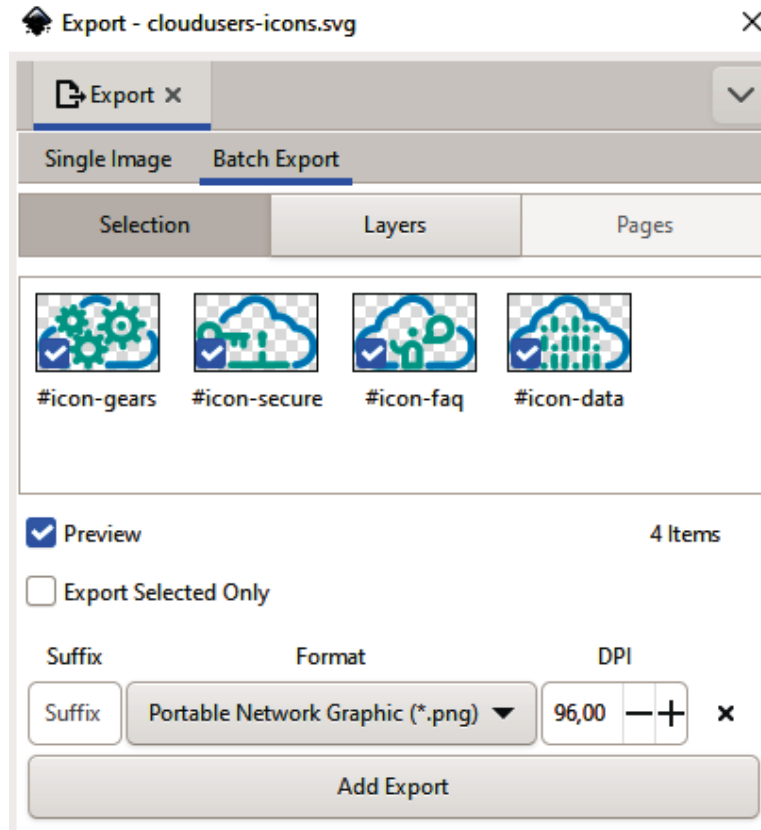 Export - cloudusers-icons.svg
Export
Single Image Batch Export
Selection Layers Pages
#icon-gears #icon-secure #icon-faq #icon-data
Preview 4 Items
Export Selected Only
Suffix Format DPI
Suffix Portable Network Graphic (*.png) 96,00
Add Export